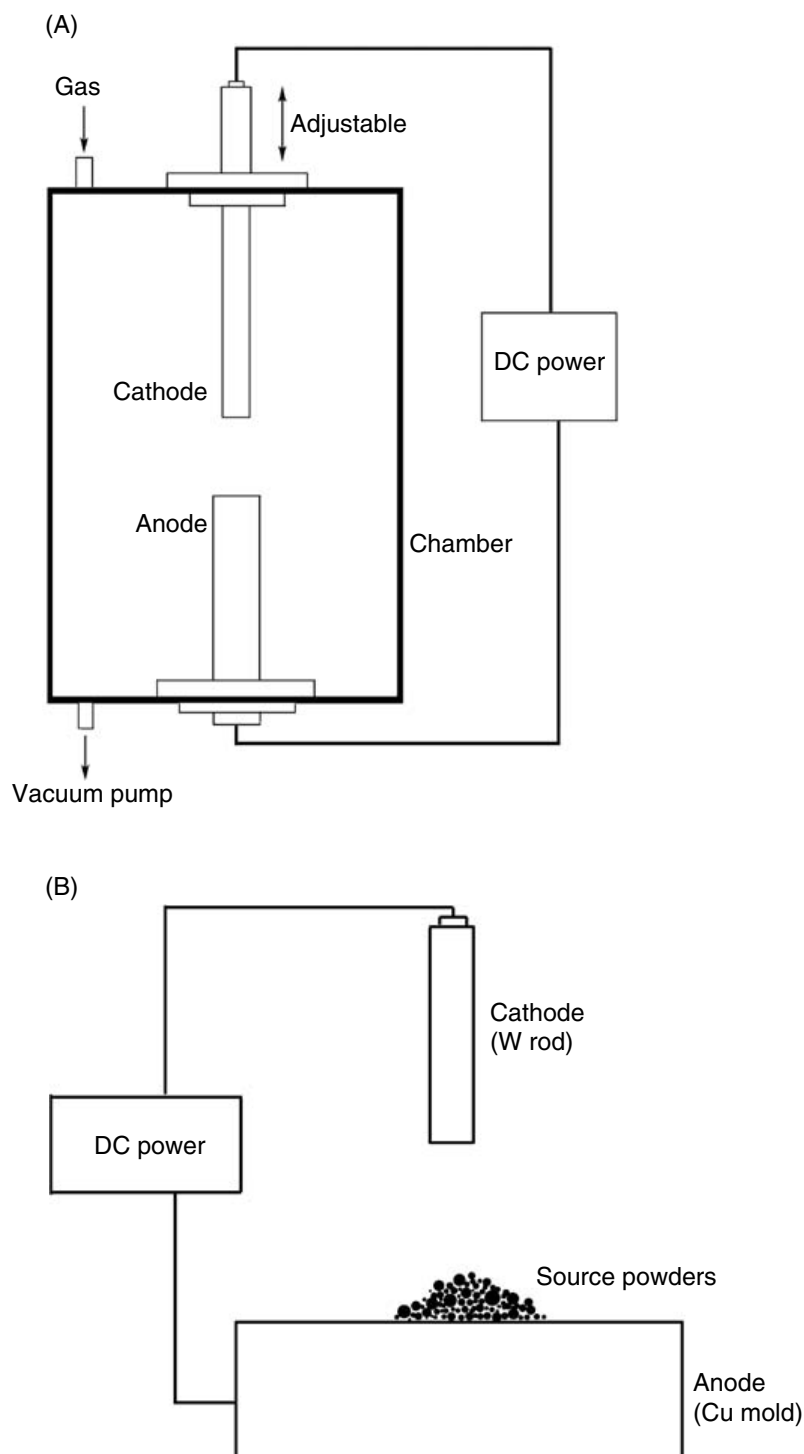 (A)
Gas
Adjustable
DC power
Cathode
Anode
Chamber
Vacuum pump
(B)
Cathode
(W rod)
DC power
Source powders
Anode
(Cu mold)